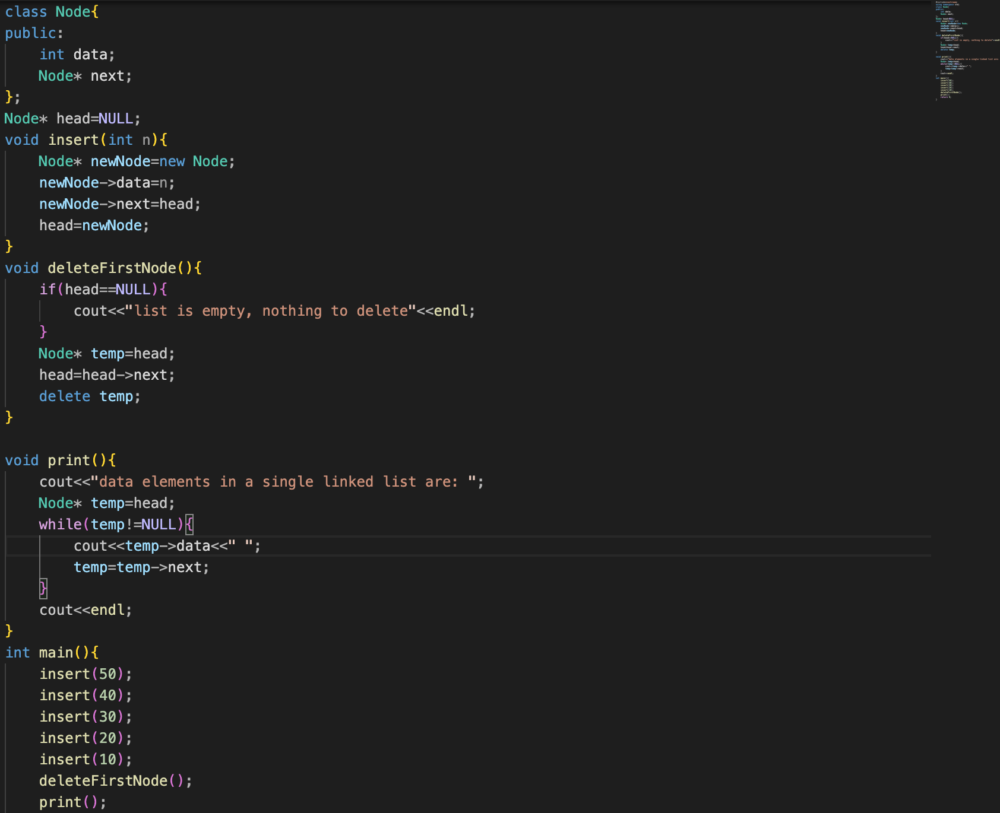 class Node{
public:
    int data;
    Node* next;
};
Node* head=NULL;
void insert(int n){
    Node* newNode=new Node;
    newNode->data=n;
    newNode->next=head;
    head=newNode;
}
void deleteFirstNode(){
    if(head==NULL){
        cout<<"list is empty, nothing to delete"<<endl;
    }
    Node* temp=head;
    head=head->next;
    delete temp;
}

void print(){
    cout<<"data elements in a single linked list are: ";
    Node* temp=head;
    while(temp!=NULL){
        cout<<temp->data<<" ";
        temp=temp->next;
    }
    cout<<endl;
}
int main(){
    insert(50);
    insert(40);
    insert(30);
    insert(20);
    insert(10);
    deleteFirstNode();
    print();